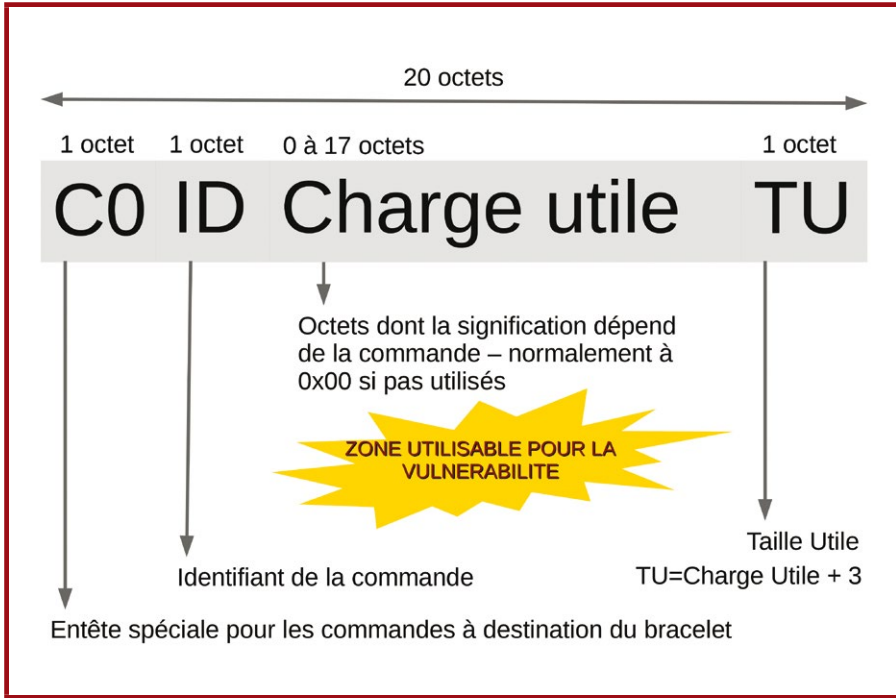 20 octets
1 octet 1 octet 0 à 17 octets 1 octet
C0 ID Charge utile TU
Octets dont la signification dépend
de la commande – normalement à
0x00 si pas utilisés
ZONE UTILISABLE POUR LA
VULNERABILITE
Taille Utile
TU=Charge Utile + 3
Identifiant de la commande
Entête spéciale pour les commandes à destination du bracelet